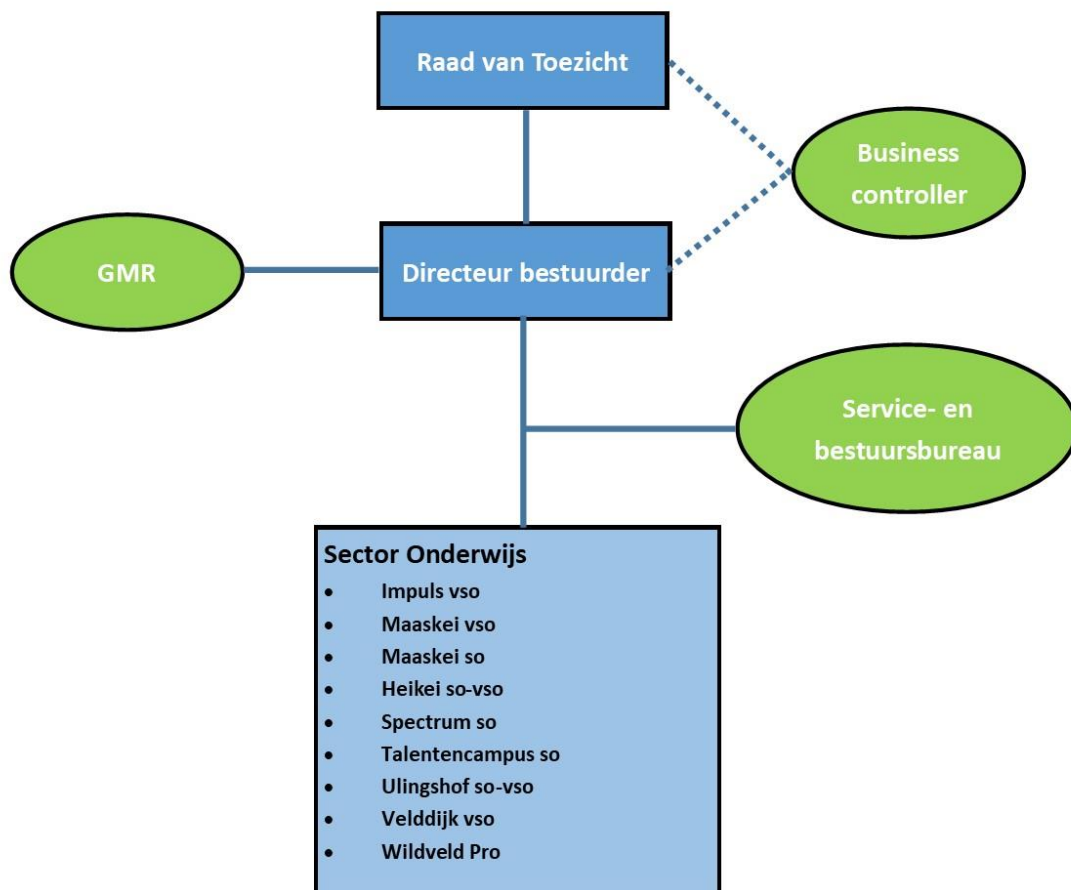 Raad van Toezicht
Business
controller
GMR
Directeur bestuurder
Service- en
bestuursbureau
Sector Onderwijs
• Impuls vso
• Maaskei vso
• Maaskei so
• Heikei so-vso
• Spectrum so
• Talentencampus so
• Ulingshof so-vso
• Velddijk vso
• Wildveld Pro